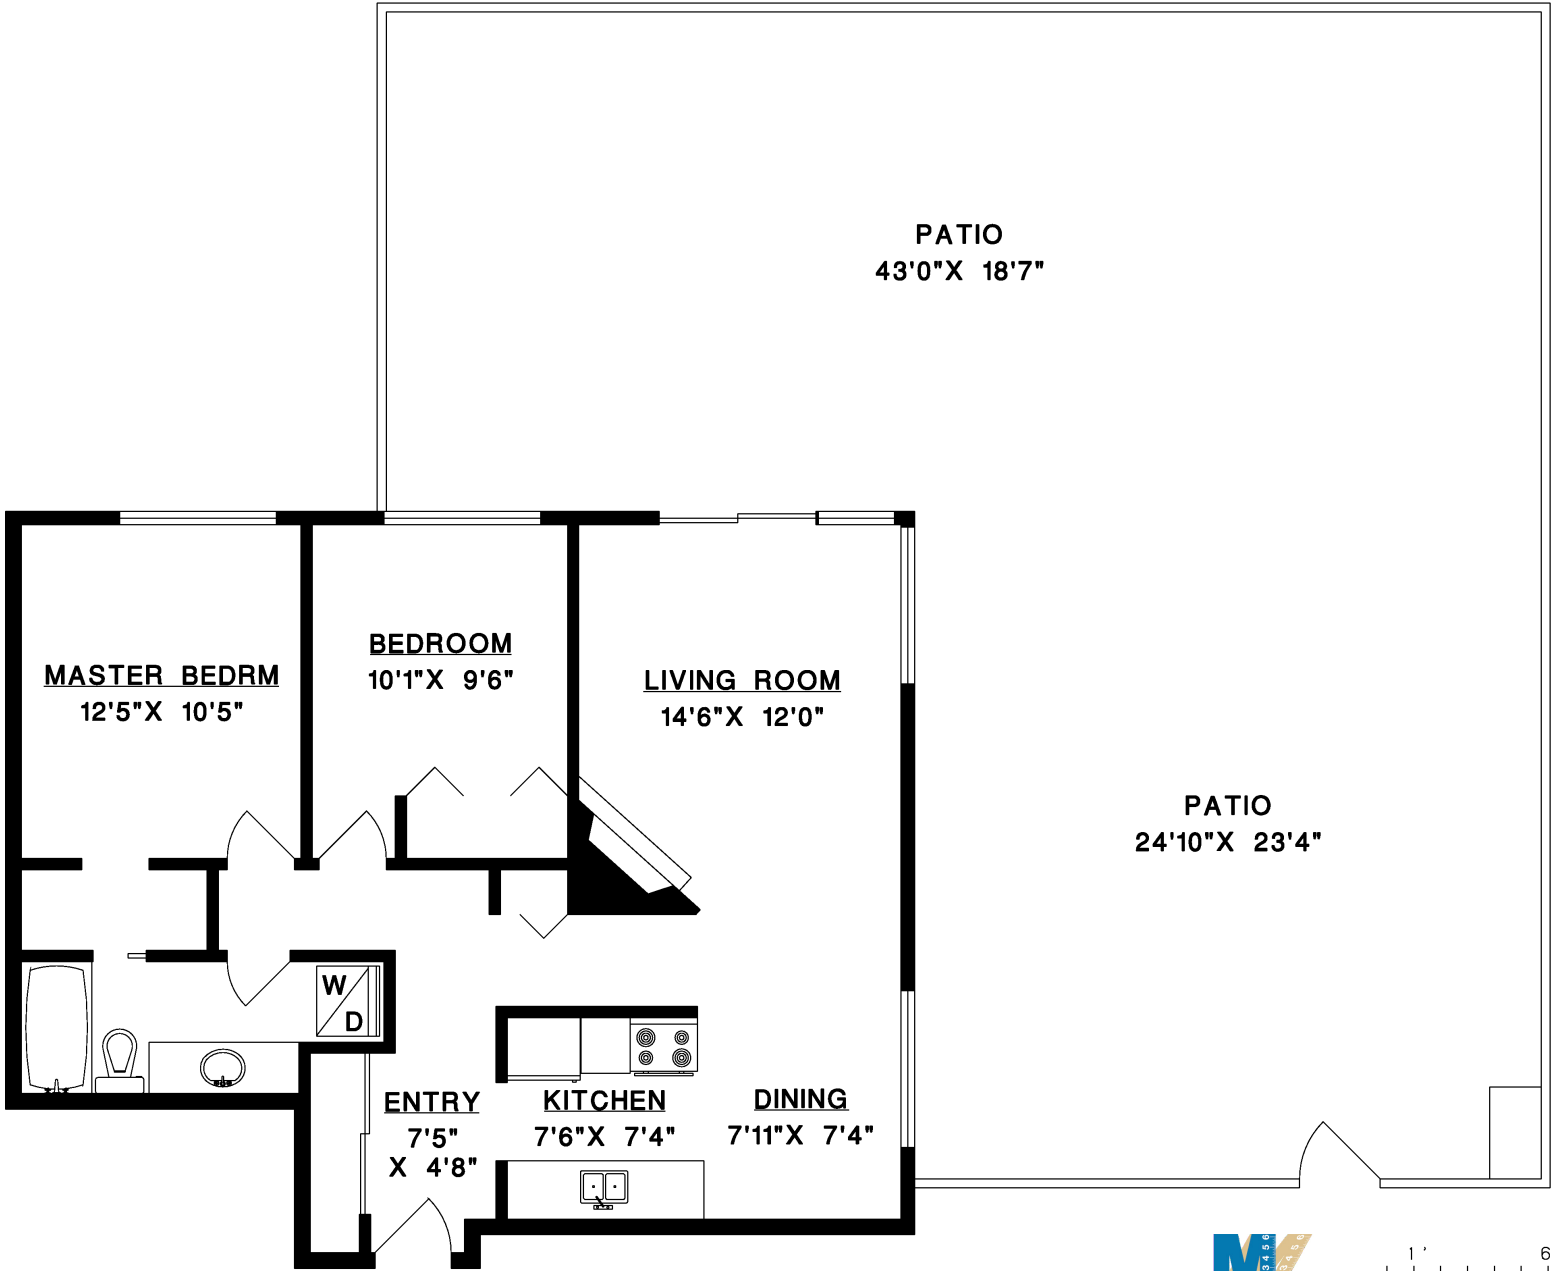 PATIO
43'0"X 18'7"
BEDROOM
10'1"X 9'6"
MASTER BEDRM
12'5"X 10'5"
LIVING ROOM
14'6"X 12'0"
PATIO
24'10"X 23'4"
W
D
ENTRY
7'5"
X 4'8"
KITCHEN
7'6"X 7'4"
DINING
7'11"X 7'4"
1' 6